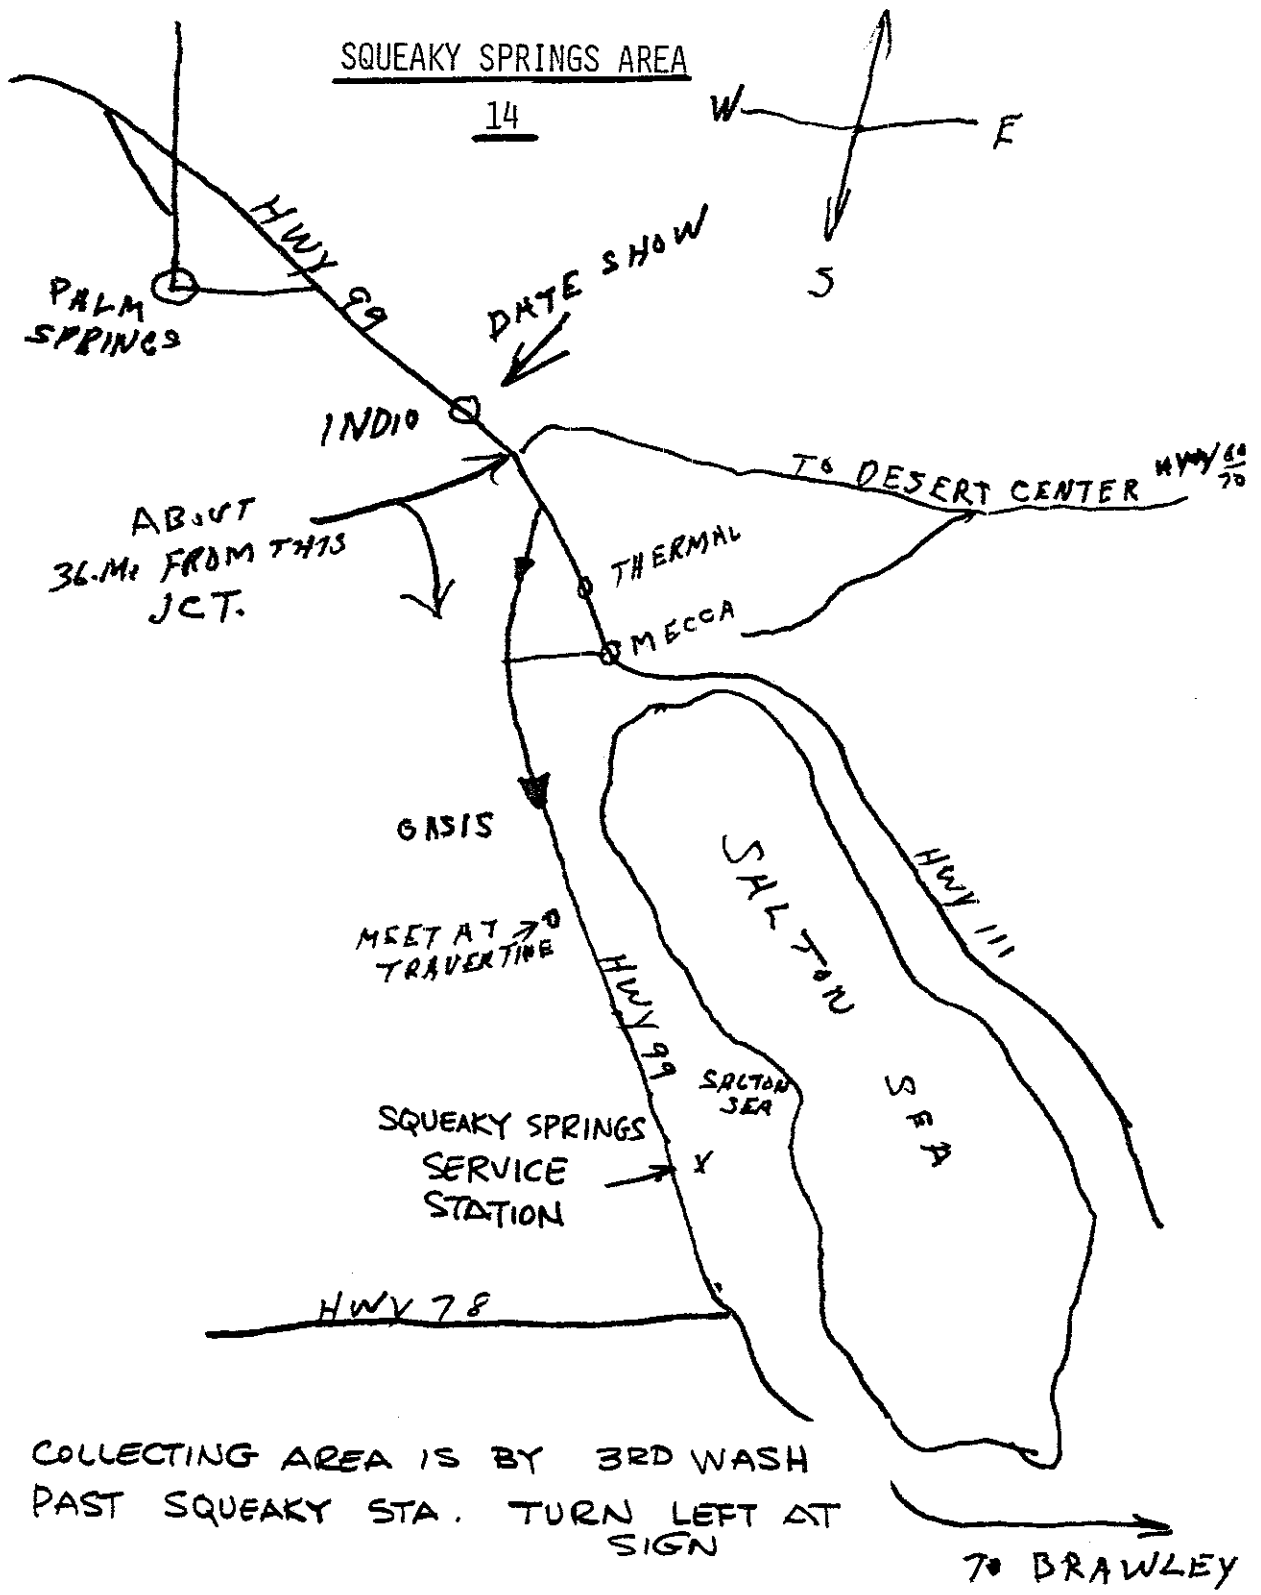 SQUEAKY SPRINGS AREA
14
W
E
S
HWY 99
DATE SHOW
PALM
SPRINGS
INDIO
TO DESERT CENTER HWY 60
70
ABOUT
36.MI FROM THIS
JCT.
THERMAL
MECCA
OASIS
SALTON SEA
HWY 111
MEET AT
TRAVERTINE
HWY 99
SALTON
SEA
SQUEAKY SPRINGS
SERVICE
STATION
X
HWY 78
COLLECTING AREA IS BY 3RD WASH
PAST SQUEAKY STA. TURN LEFT AT
SIGN
TO BRAWLEY